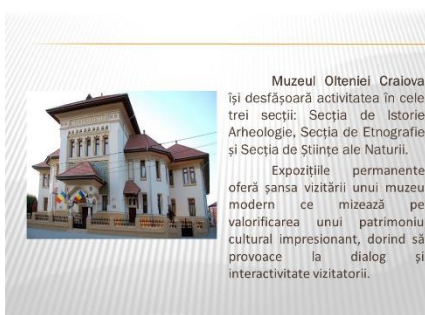 Muzeul Olteniei Craiova
își desfășoară activitatea în cele
trei secții: Secția de Istorie
Arheologie, Secția de Etnografie
și Secția de Științe ale Naturii.
Expozițiile permanente
oferă șansa vizitării unui muzeu
modern ce mizează pe
valorificarea unui patrimoniu
cultural impresionant, dorind să
provoace la dialog și
interactivitate vizitatorii.